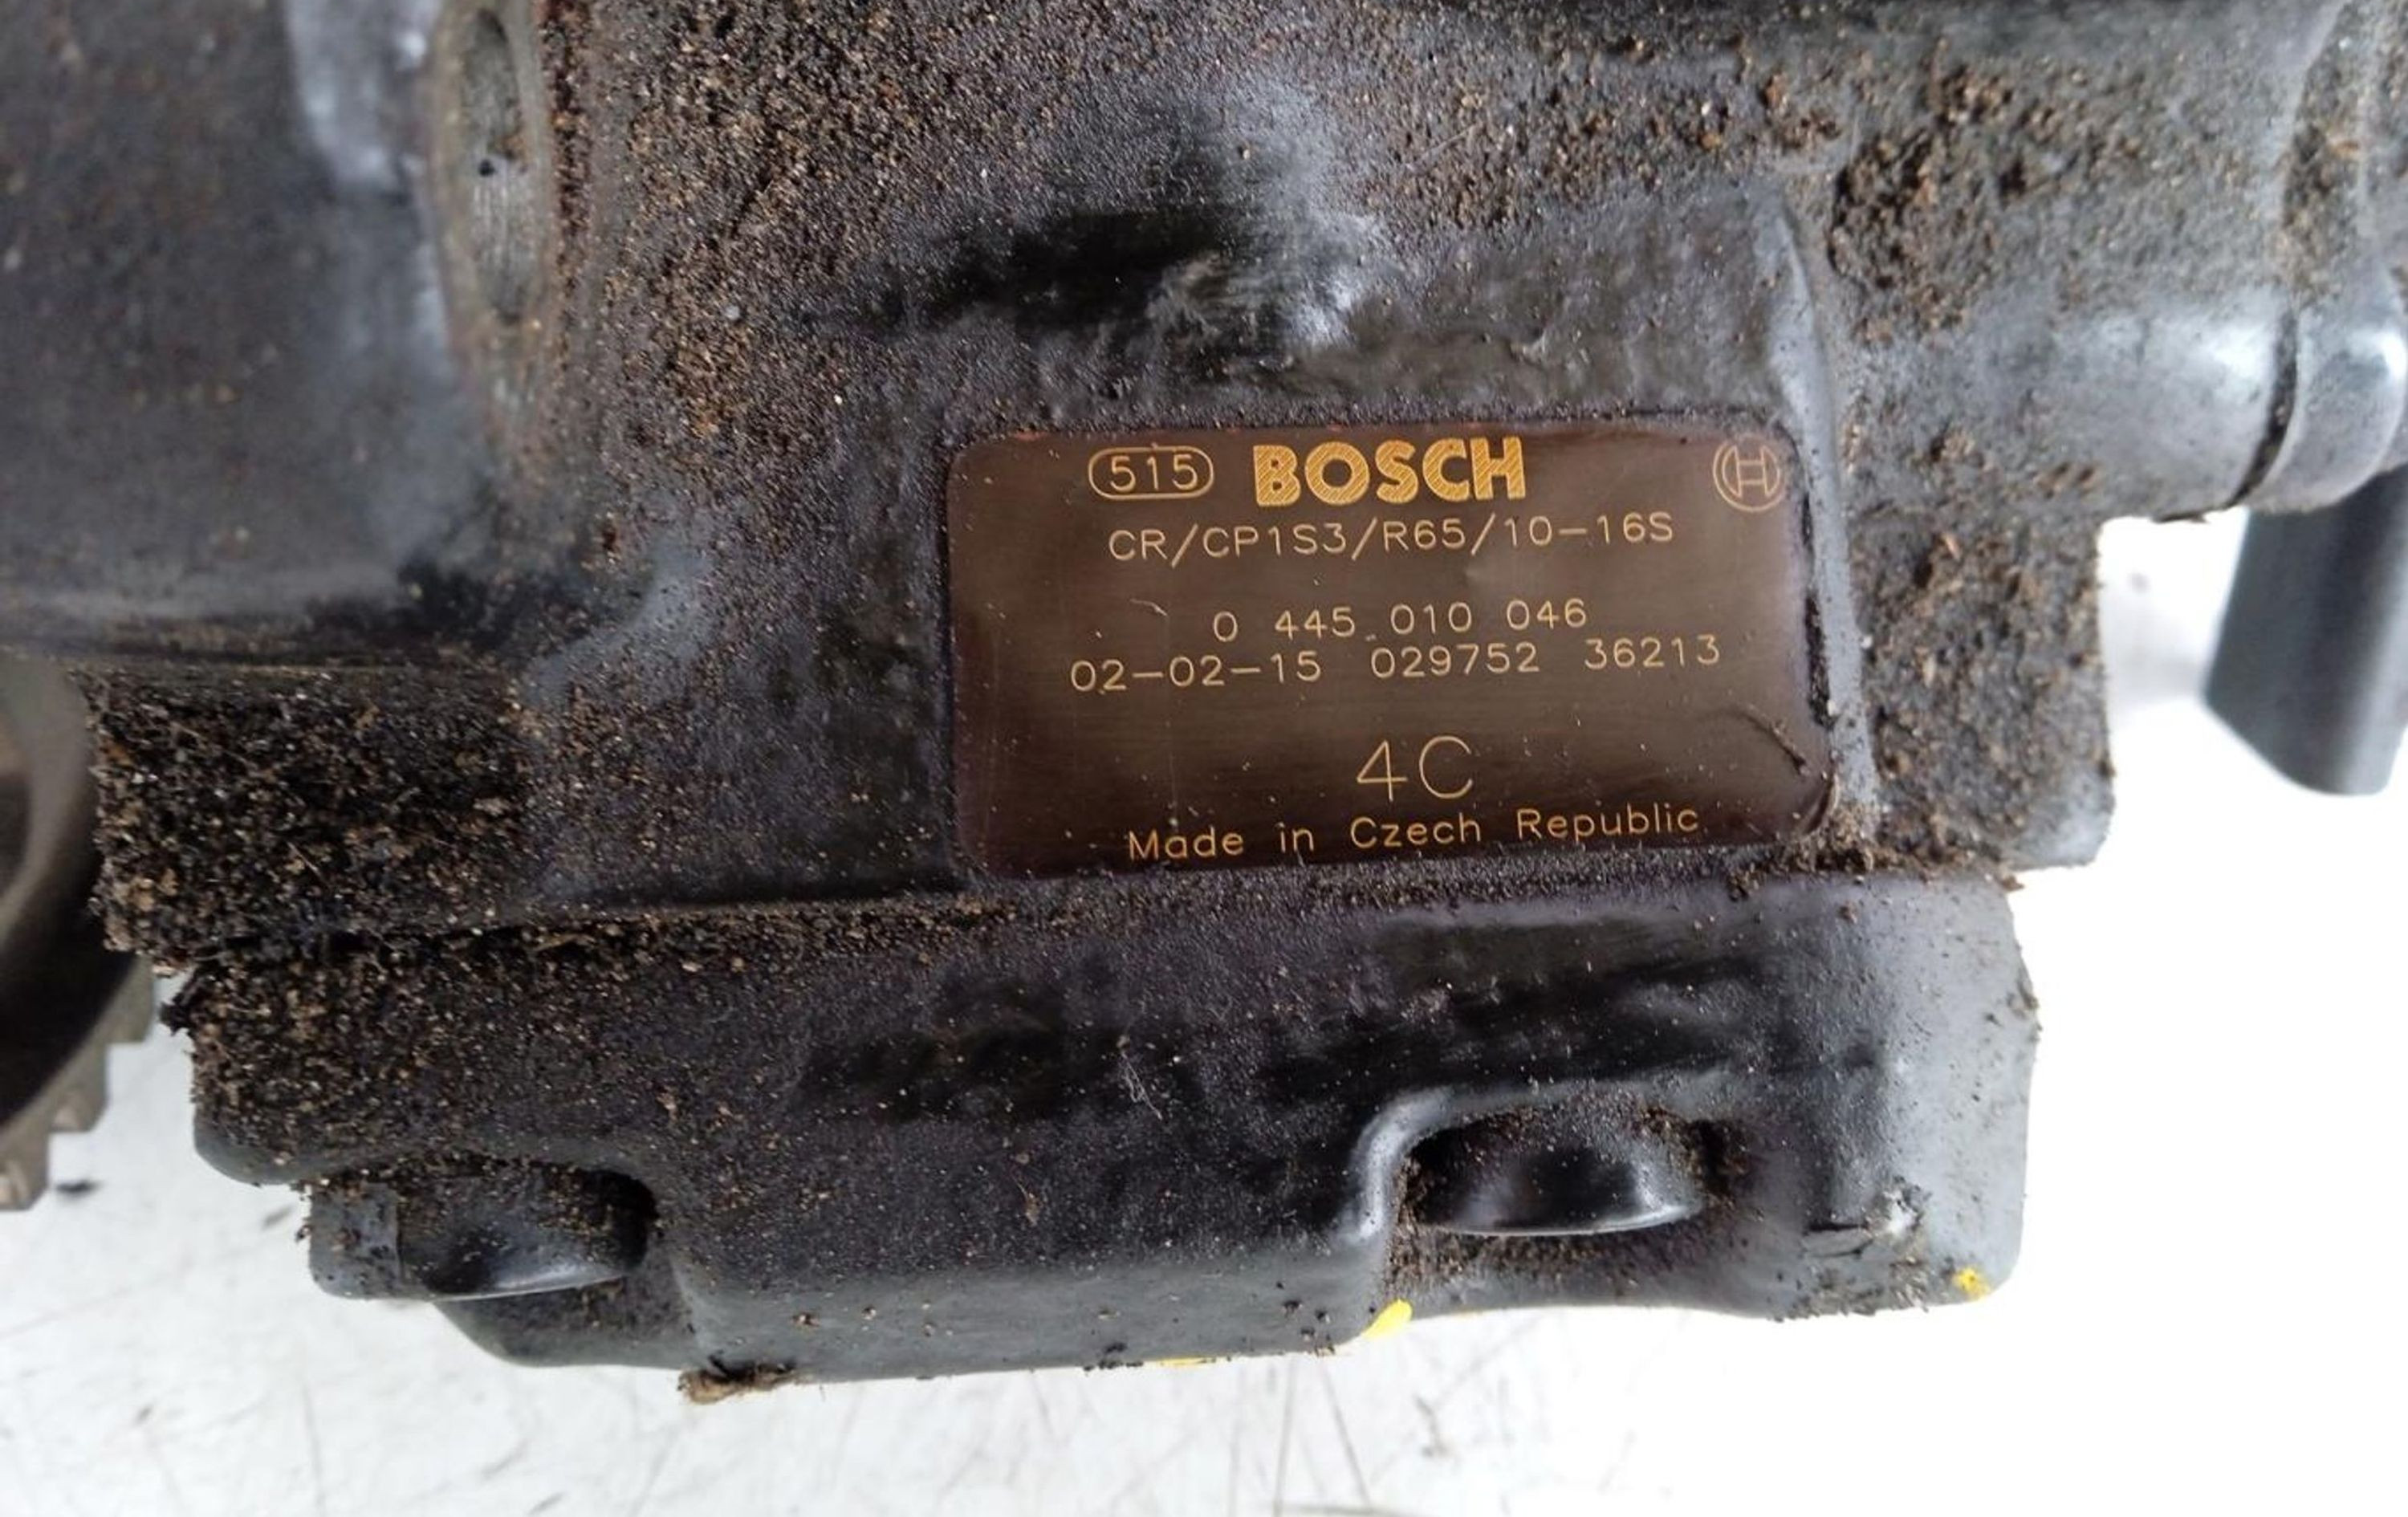 515 BOSCH
CR/CP1S3/R65/10-16S
0 445 010 046
02-02-15 029752 36213
4C
Made in Czech Republic